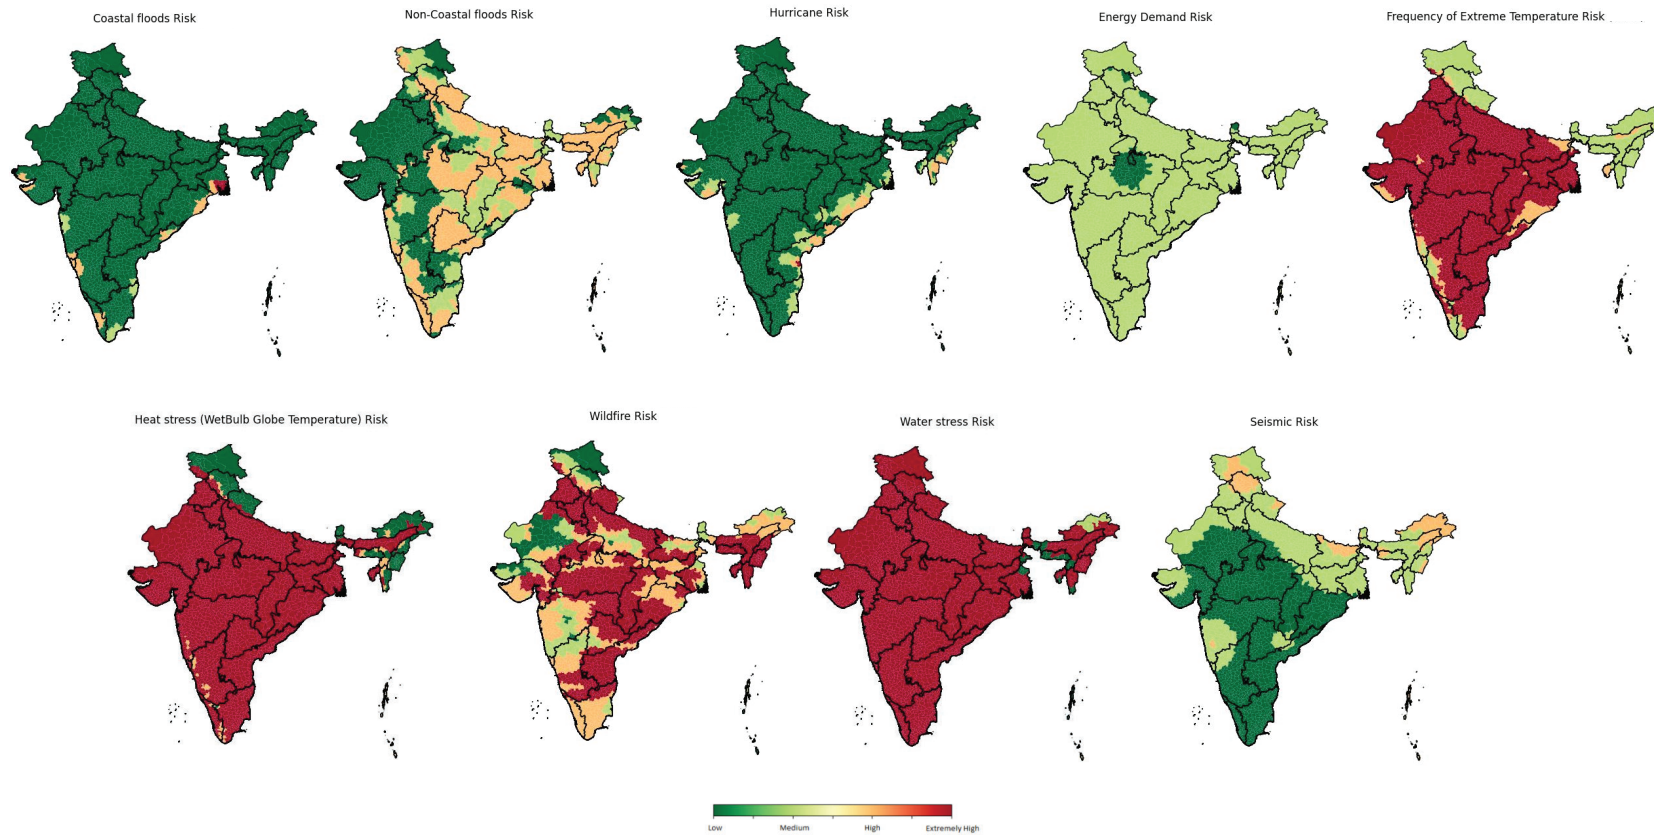 Coastal floods Risk
Non-Coastal floods Risk
Hurricane Risk
Energy Demand Risk
Frequency of Extreme Temperature Risk
Heat stress (WetBulb Globe Temperature) Risk
Wildfire Risk
Water stress Risk
Seismic Risk
Low
Medium
High
Extremely High